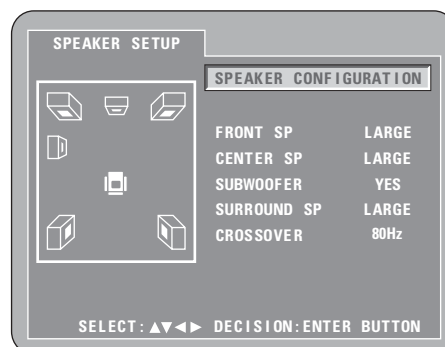 SPEAKER SETUP
SPEAKER CONFIGURATION
FRONT SP LARGE
CENTER SP LARGE
SUBWOOFER YES
SURROUND SP LARGE
CROSSOVER 80Hz
SELECT:▲▼◄► DECISION:ENTER BUTTON